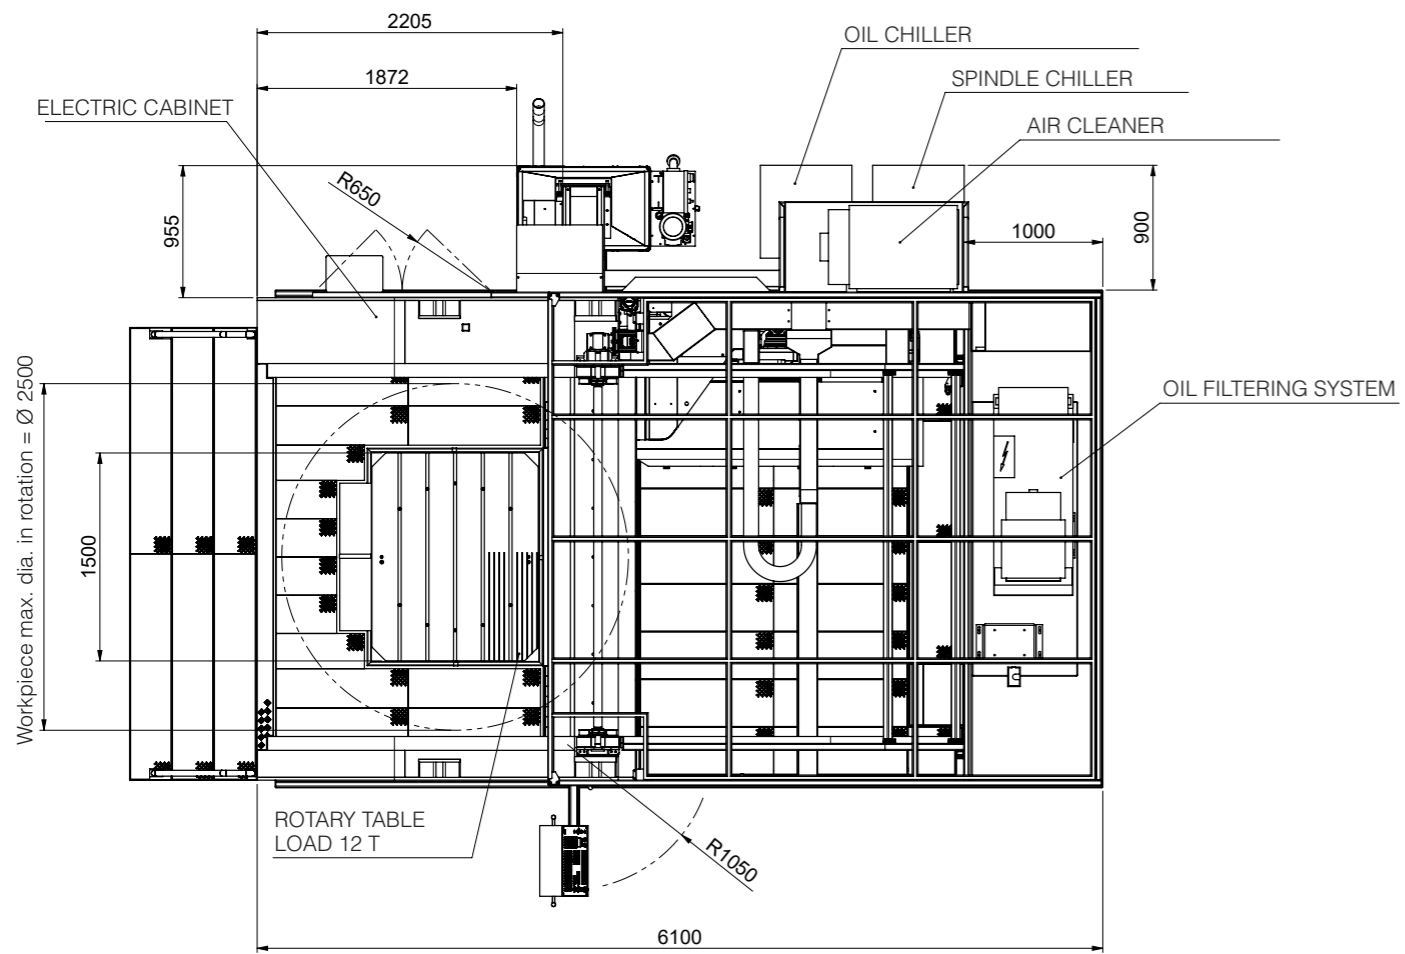 2205
OIL CHILLER
1872
SPINDLE CHILLER
ELECTRIC CABINET
AIR CLEANER
R650
955
1000
900
OIL FILTERING SYSTEM
Workpiece max. dia. in rotation = Ø 2500
1500
ROTARY TABLE
LOAD 12 T
R1050
6100